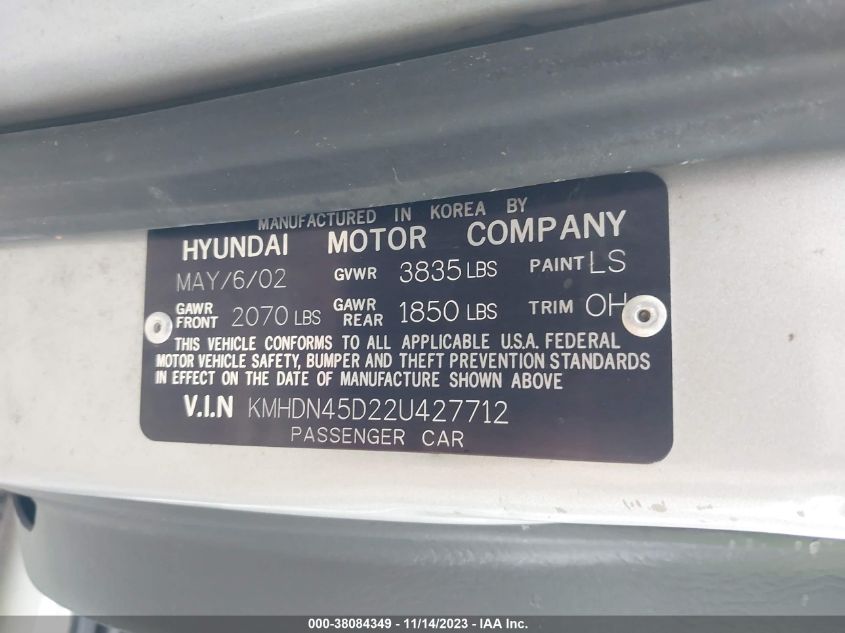 MANUFACTURED IN KOREA BY
HYUNDAI MOTOR COMPANY
MAY/6/02 GVWR 3835 LBS PAINT LS
GAWR FRONT 2070 LBS GAWR REAR 1850 LBS TRIM OH
THIS VEHICLE CONFORMS TO ALL APPLICABLE U.S.A. FEDERAL
MOTOR VEHICLE SAFETY, BUMPER AND THEFT PREVENTION STANDARDS
IN EFFECT ON THE DATE OF MANUFACTURE SHOWN ABOVE
V.I.N KMHDN45D22U427712
PASSENGER CAR
000-38084349 - 11/14/2023 - IAA Inc.